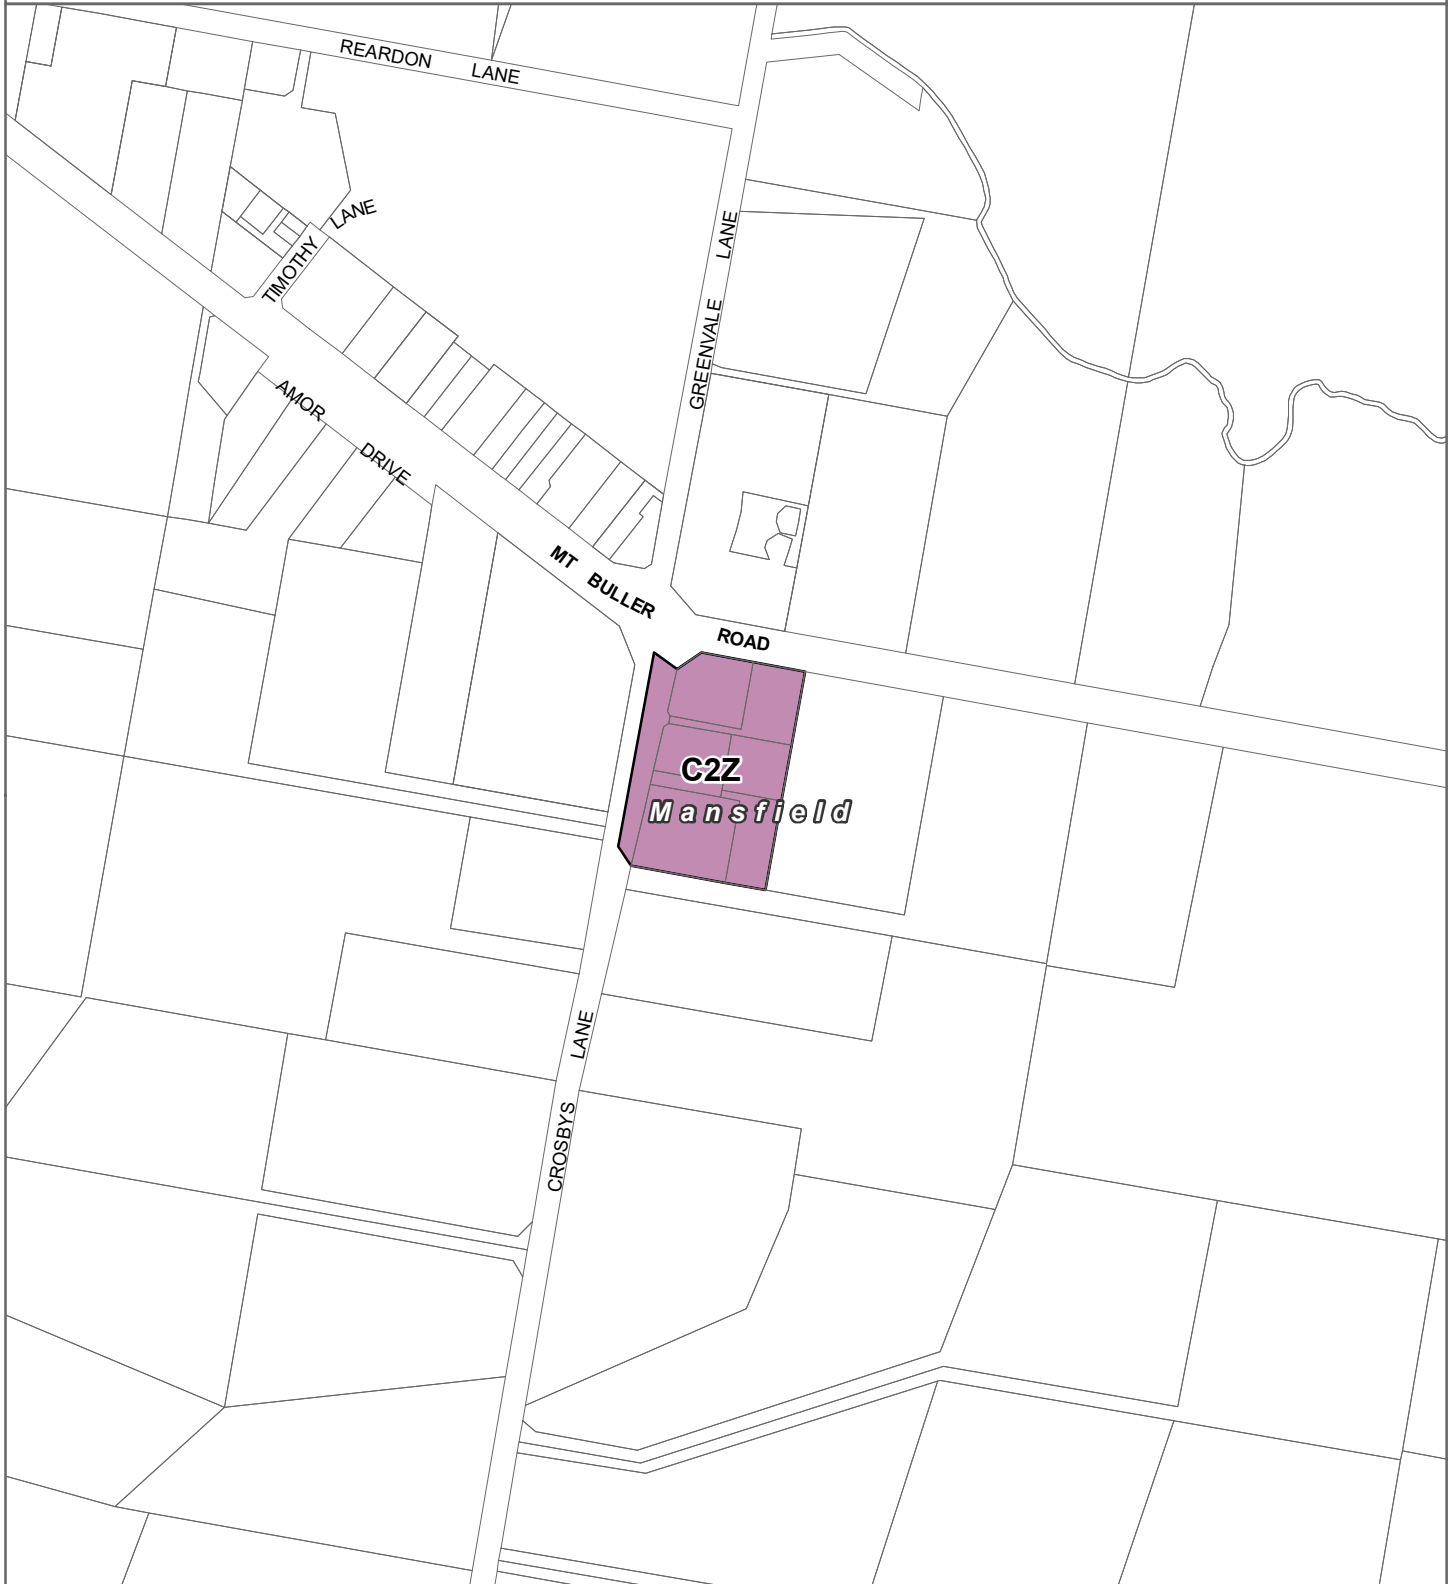 REARDON LANE
TIMOTHY LANE
GREENVALE LANE
AMOR DRIVE
MT BULLER ROAD
C2Z
Mansfield
CROSBYS LANE